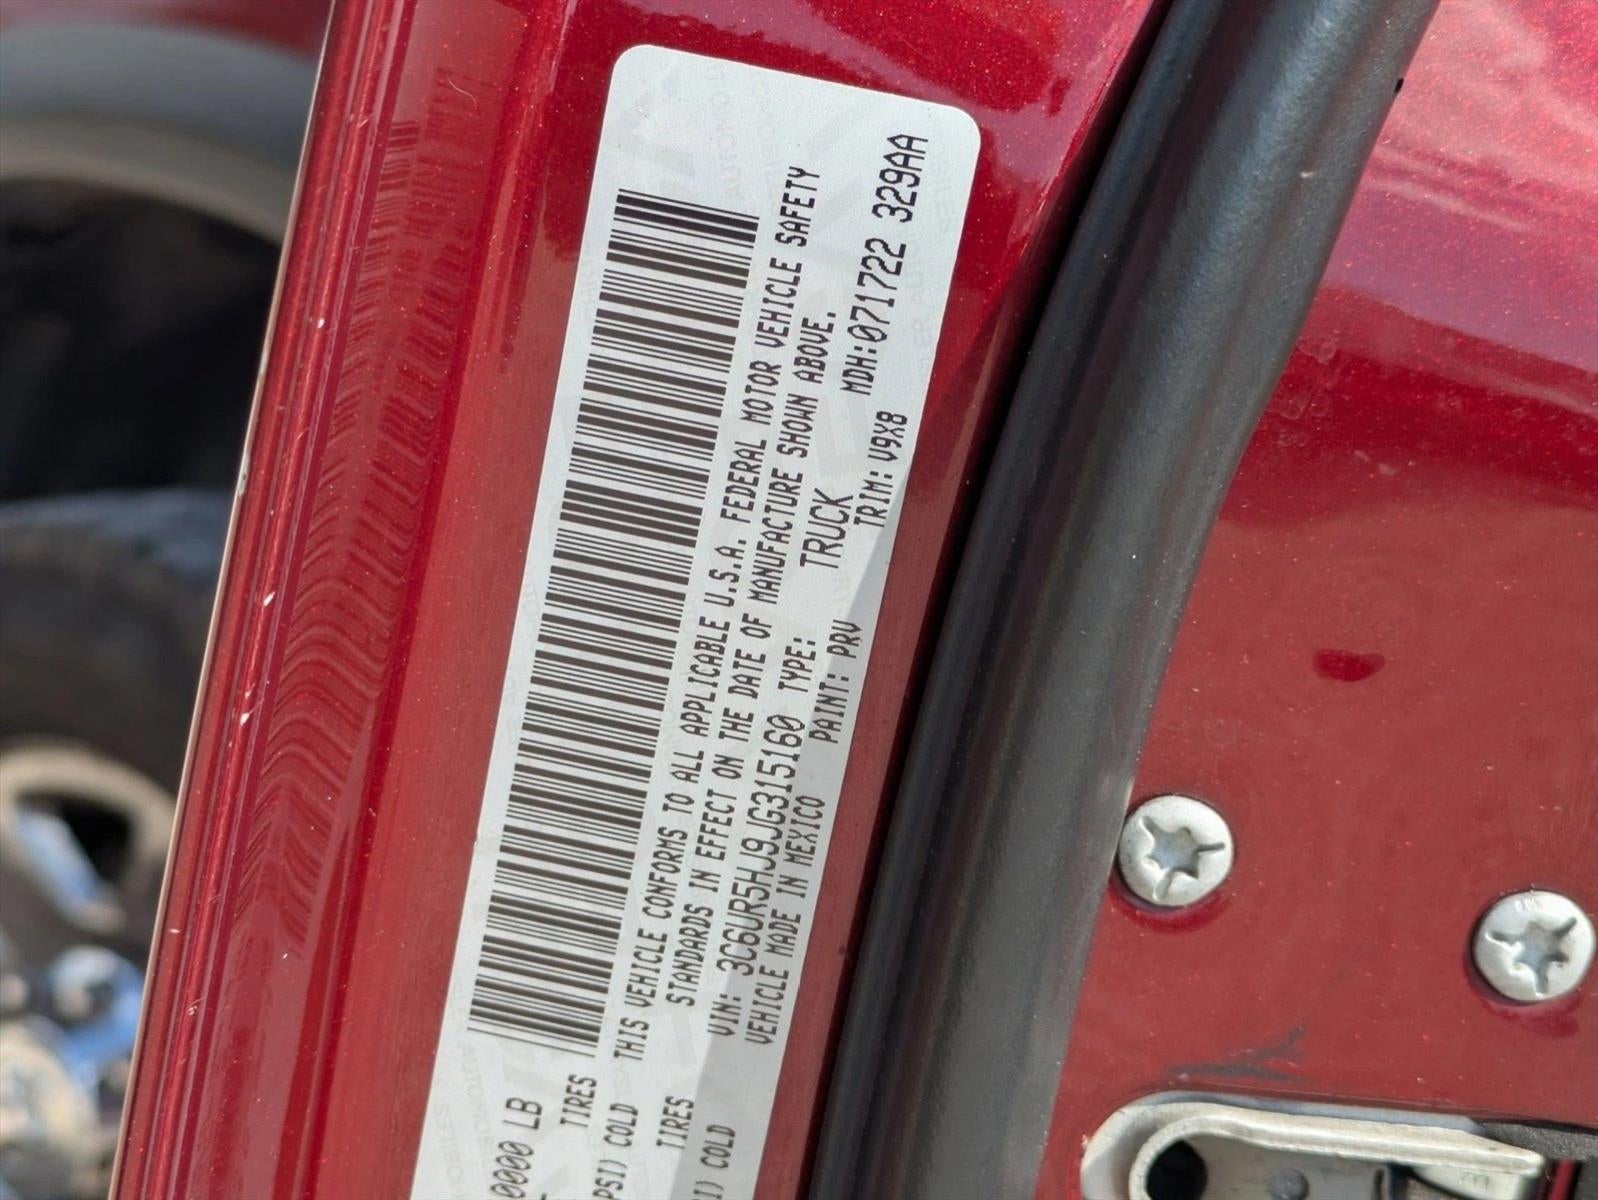 0000 LB
TIRES
PSI) COLD
TIRES
I) COLD
THIS VEHICLE CONFORMS TO ALL APPLICABLE U.S.A. FEDERAL MOTOR VEHICLE SAFETY
STANDARDS IN EFFECT ON THE DATE OF MANUFACTURE SHOWN ABOVE.
VIN: 3C6UR5HJ9JG315160 TYPE: TRUCK MDH:071722 329AA
VEHICLE MADE IN MEXICO PAINT: PRV TRIM: V9X8